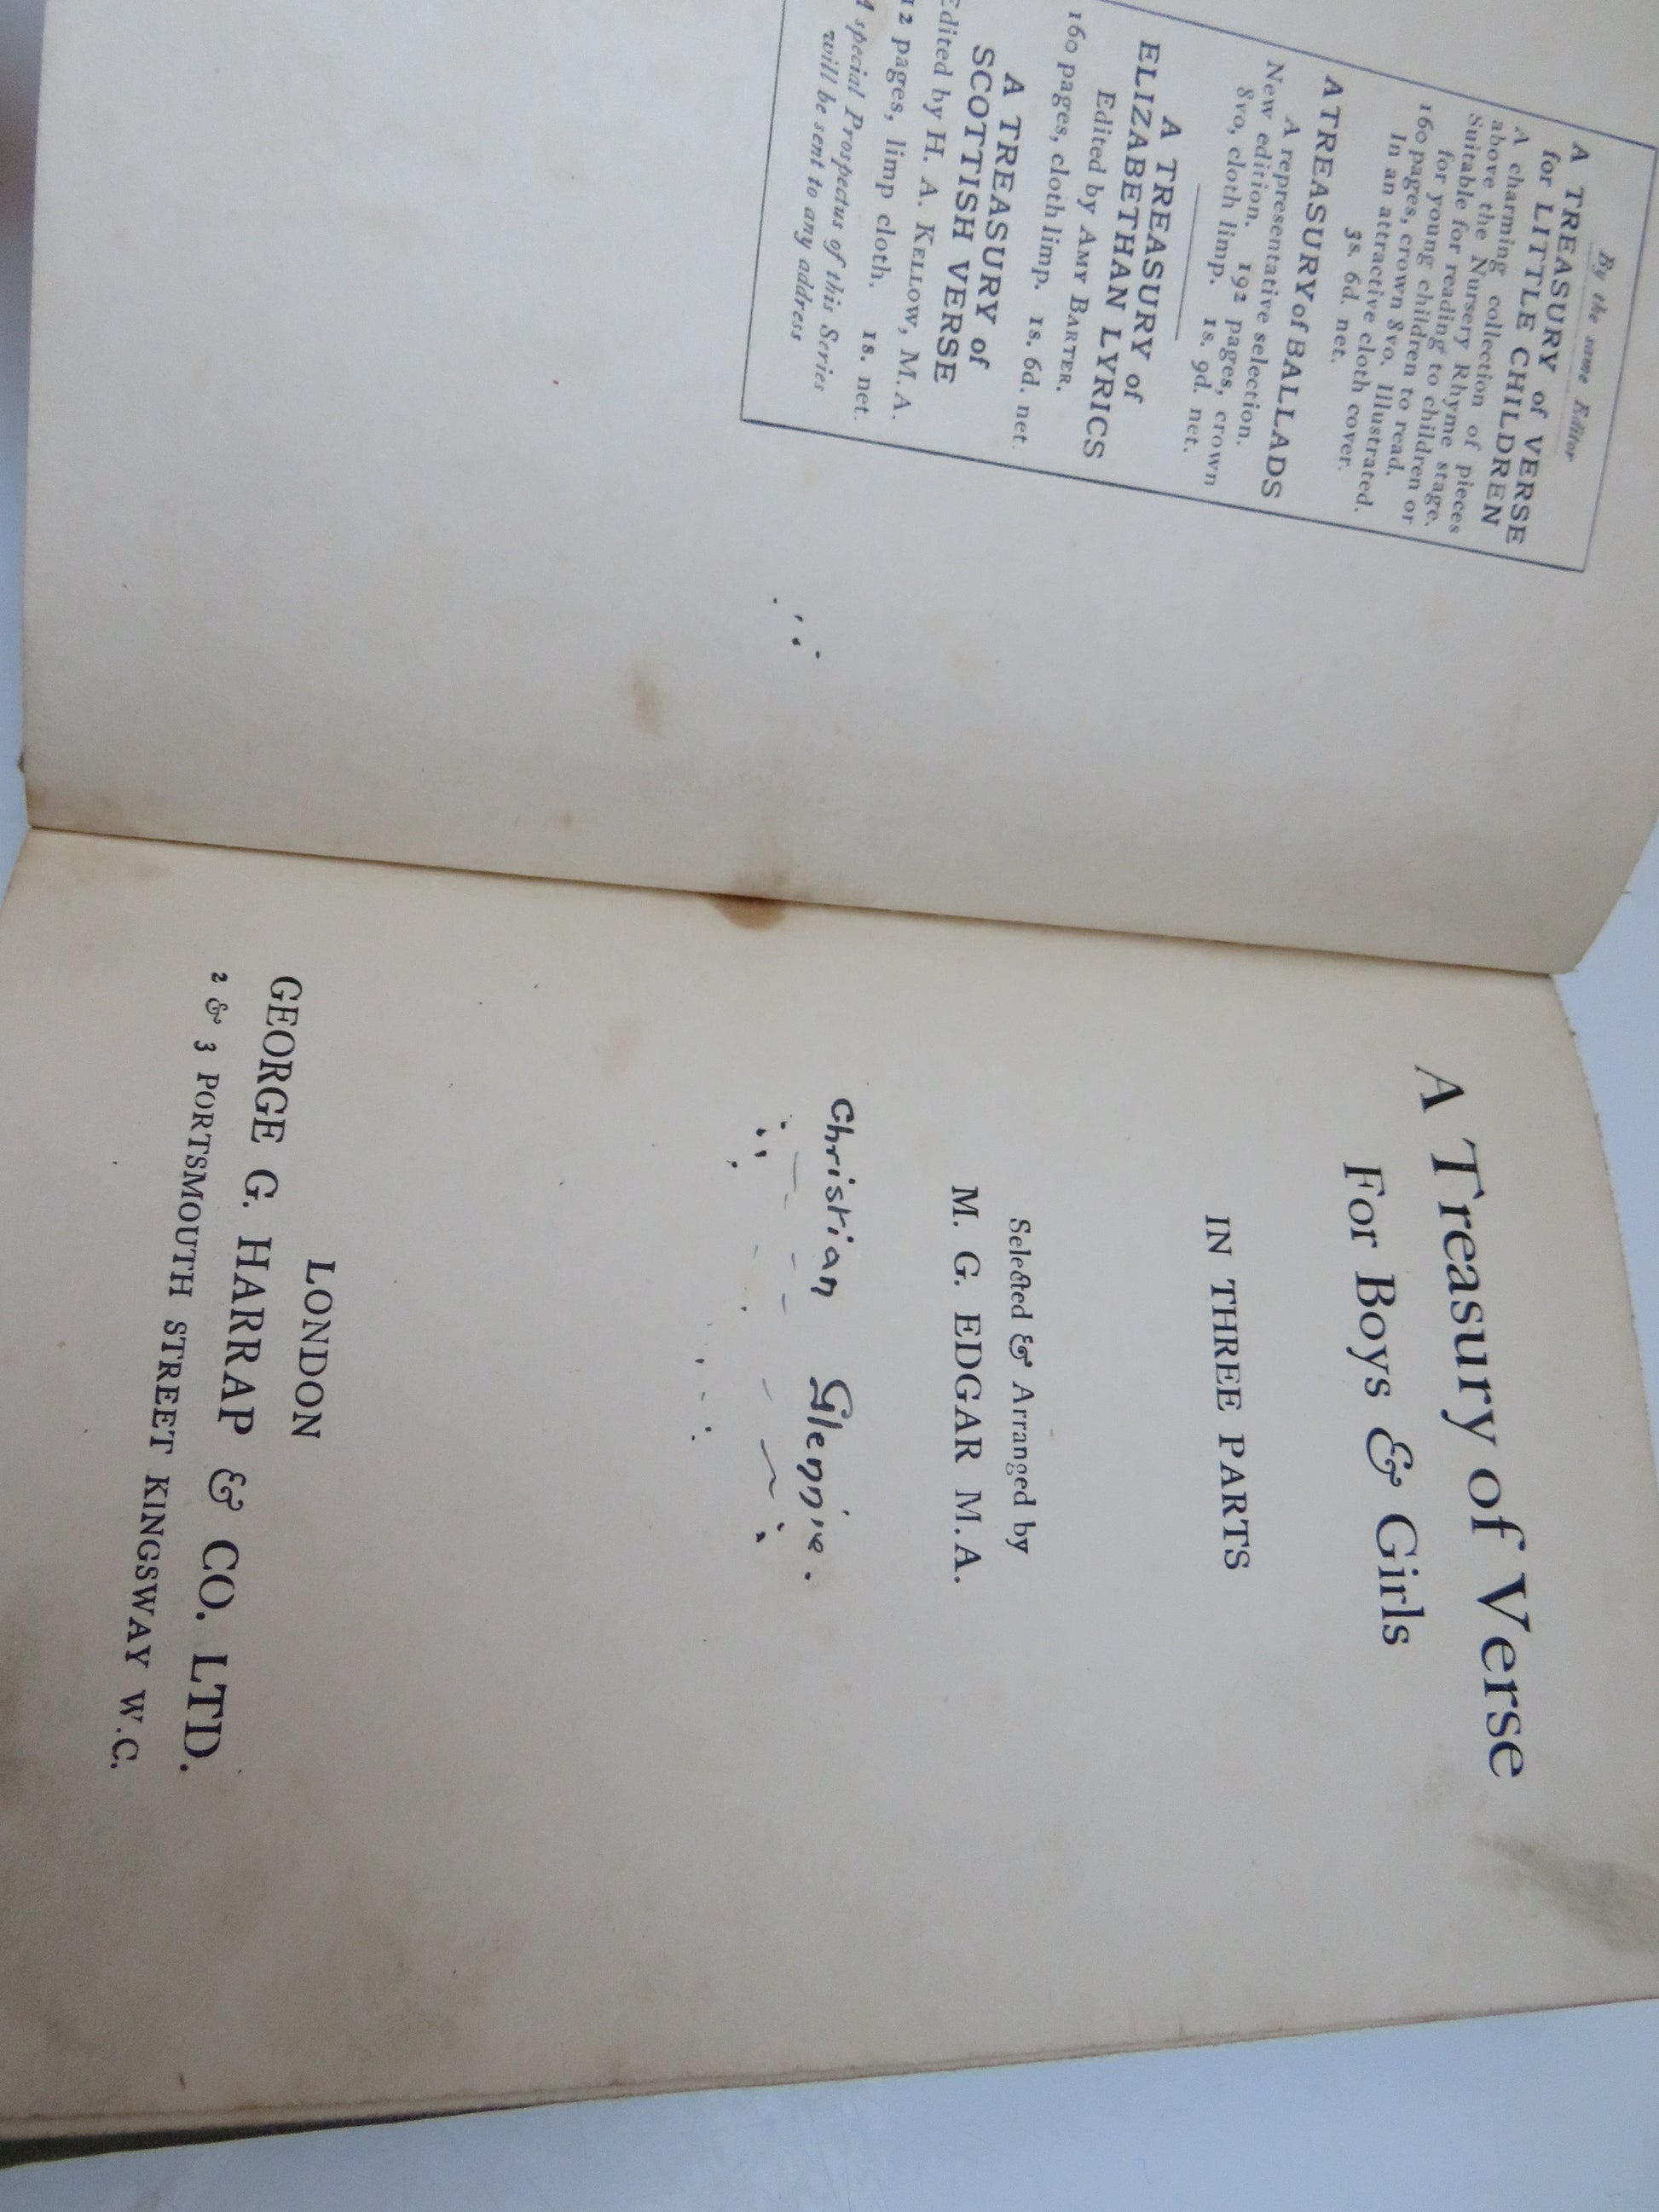 By the same Editor
A TREASURY of VERSE
for LITTLE CHILDREN
A charming collection of pieces
above the Nursery Rhyme stage.
Suitable for reading to children or
for young children to read.
160 pages, crown 8vo. Illustrated.
In an attractive cloth cover.
3s. 6d. net.
A TREASURY of BALLADS
A representative selection.
New edition. 192 pages, crown
8vo, cloth limp. 1s. 9d. net.
A TREASURY of
ELIZABETHAN LYRICS
Edited by AMY BARTER.
160 pages, cloth limp. 1s. 6d. net.
A TREASURY of
SCOTTISH VERSE
Edited by H. A. KELLOW, M.A.
12 pages, limp cloth. 1s. net.
A special Prospectus of this Series
will be sent to any address
A Treasury of Verse
For Boys & Girls
IN THREE PARTS
Selected & Arranged by
M. G. EDGAR M.A.
Christian Glennie.
LONDON
GEORGE G. HARRAP & CO. LTD.
2 & 3 PORTSMOUTH STREET KINGSWAY W.C.